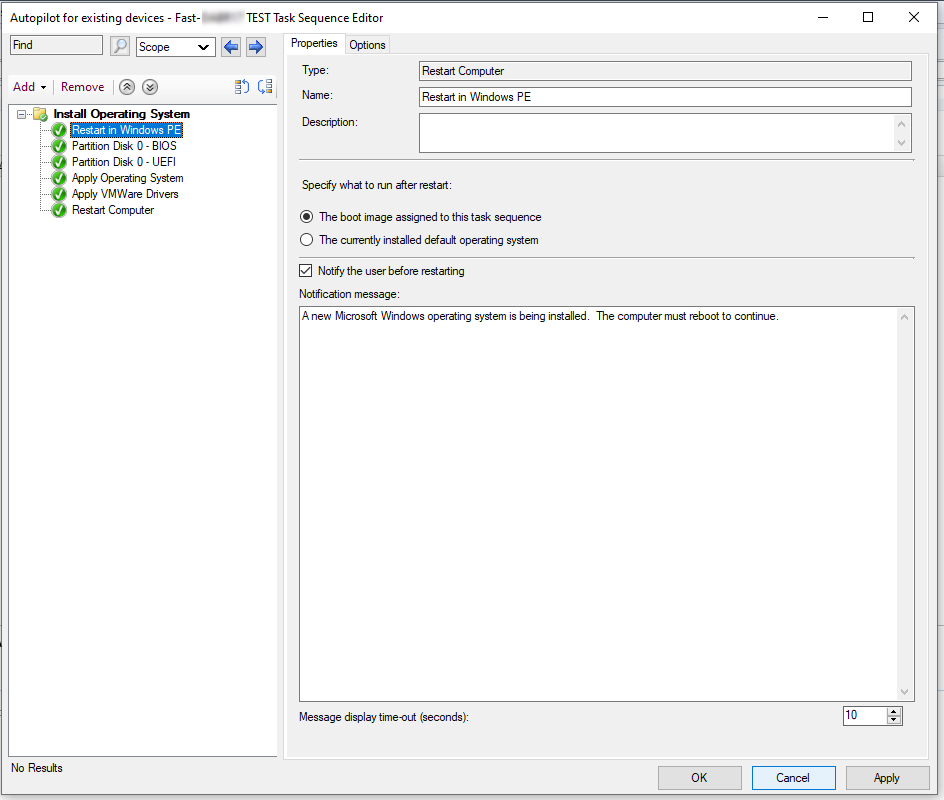 Autopilot for existing devices - Fast- TEST Task Sequence Editor
Find
Scope
Add
Remove
Install Operating System
Restart in Windows PE
Partition Disk 0 - BIOS
Partition Disk 0 - UEFI
Apply Operating System
Apply VMWare Drivers
Restart Computer
No Results
Properties
Options
Type:
Restart Computer
Name:
Restart in Windows PE
Description:
Specify what to run after restart:
The boot image assigned to this task sequence
The currently installed default operating system
Notify the user before restarting
Notification message:
A new Microsoft Windows operating system is being installed.  The computer must reboot to continue.
Message display time-out (seconds):
10
OK
Cancel
Apply